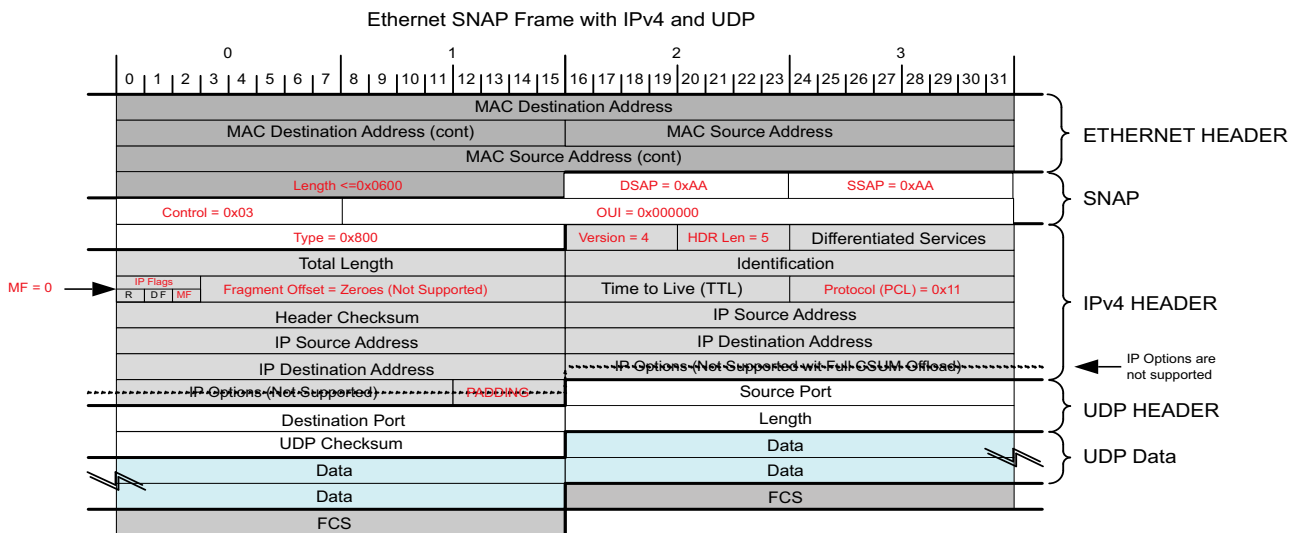 Ethernet SNAP Frame with IPv4 and UDP
0 1 2 3
0 1 2 3 4 5 6 7 8 9 10 11 12 13 14 15 16 17 18 19 20 21 22 23 24 25 26 27 28 29 30 31
MAC Destination Address
MAC Destination Address (cont) MAC Source Address
ETHERNET HEADER
MAC Source Address (cont)
Length <=0x0600 DSAP = 0xAA SSAP = 0xAA
SNAP
Control = 0x03 OUI = 0x000000
Type = 0x800 Version = 4 HDR Len = 5 Differentiated Services
Total Length Identification
MF = 0
IP Flags
R D F MF
Fragment Offset = Zeroes (Not Supported) Time to Live (TTL) Protocol (PCL) = 0x11
IPv4 HEADER
Header Checksum IP Source Address
IP Source Address IP Destination Address
IP Destination Address IP Options (Not Supported wit Full CSUM Offload)
IP Options are
not supported
IP Options (Not Supported) PADDING Source Port
UDP HEADER
Destination Port Length
UDP Checksum Data
UDP Data
Data Data
Data FCS
FCS